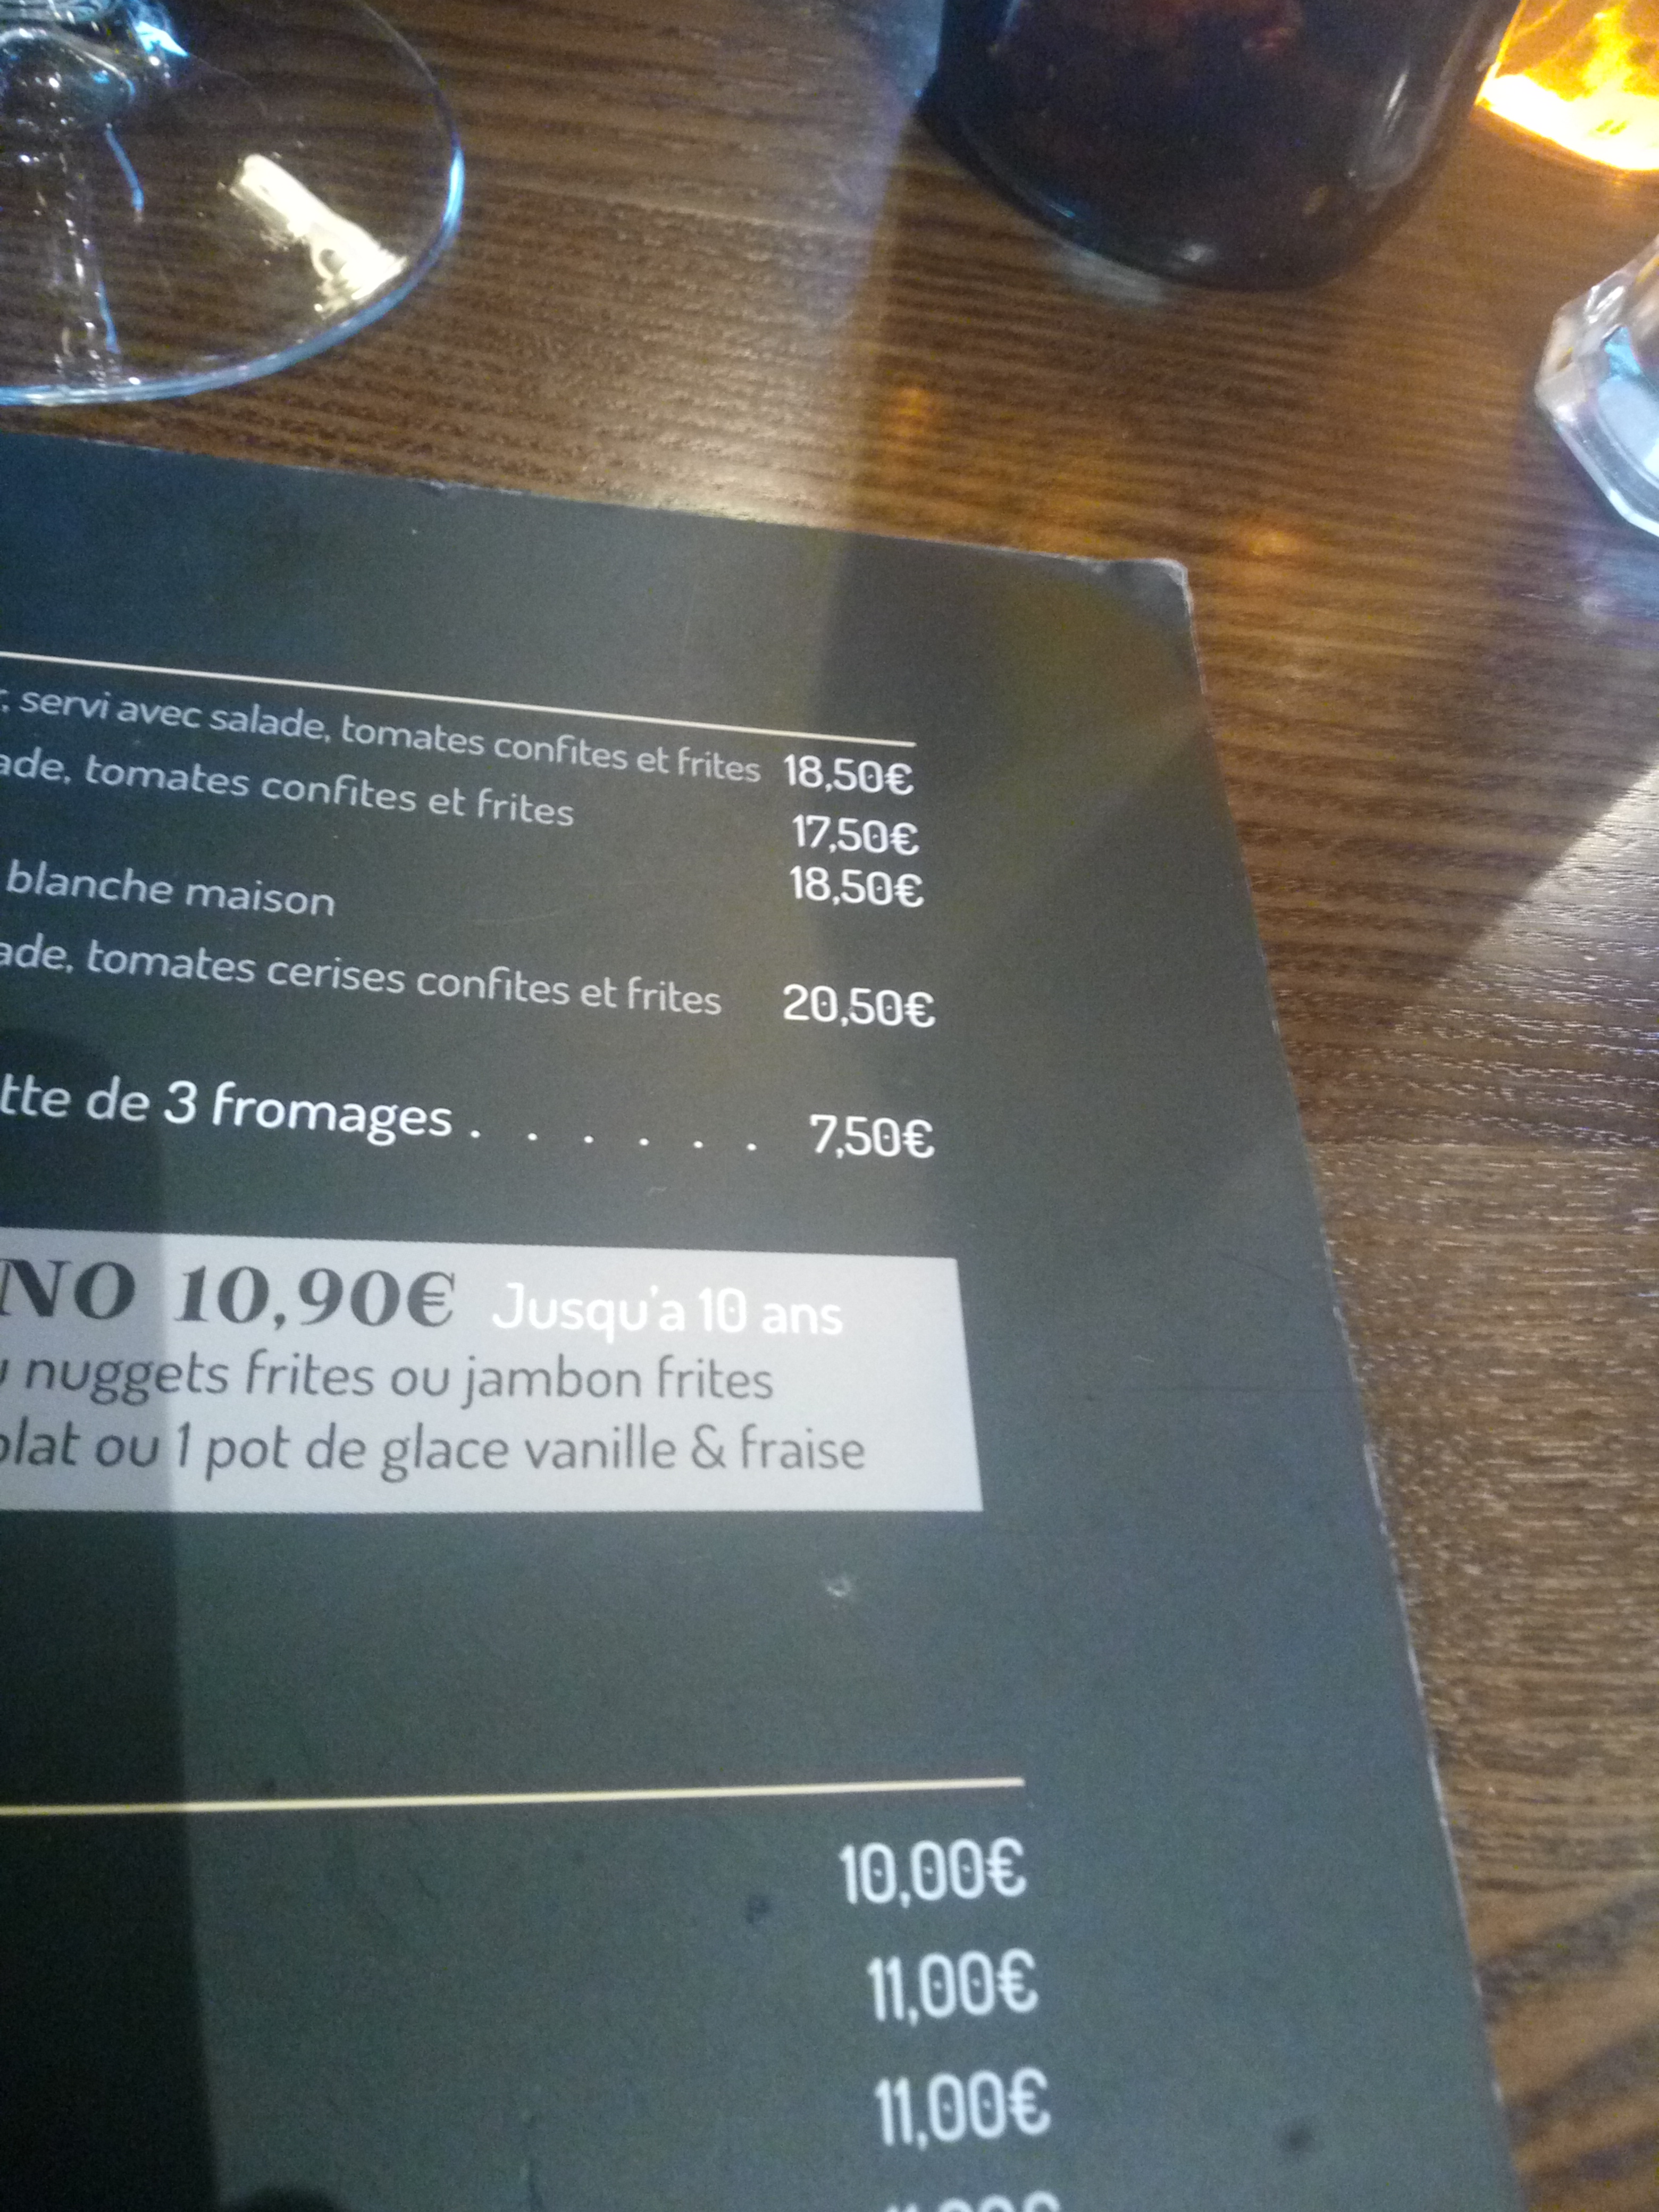 , servi avec salade, tomates confites et frites 18,50€
ade, tomates confites et frites 17,50€
18,50€
blanche maison
ade, tomates cerises confites et frites 20,50€
tte de 3 fromages . . . . . . 7,50€
NO 10,90€ Jusqu'a 10 ans
nuggets frites ou jambon frites
plat ou 1 pot de glace vanille & fraise
10,00€
11,00€
11,00€